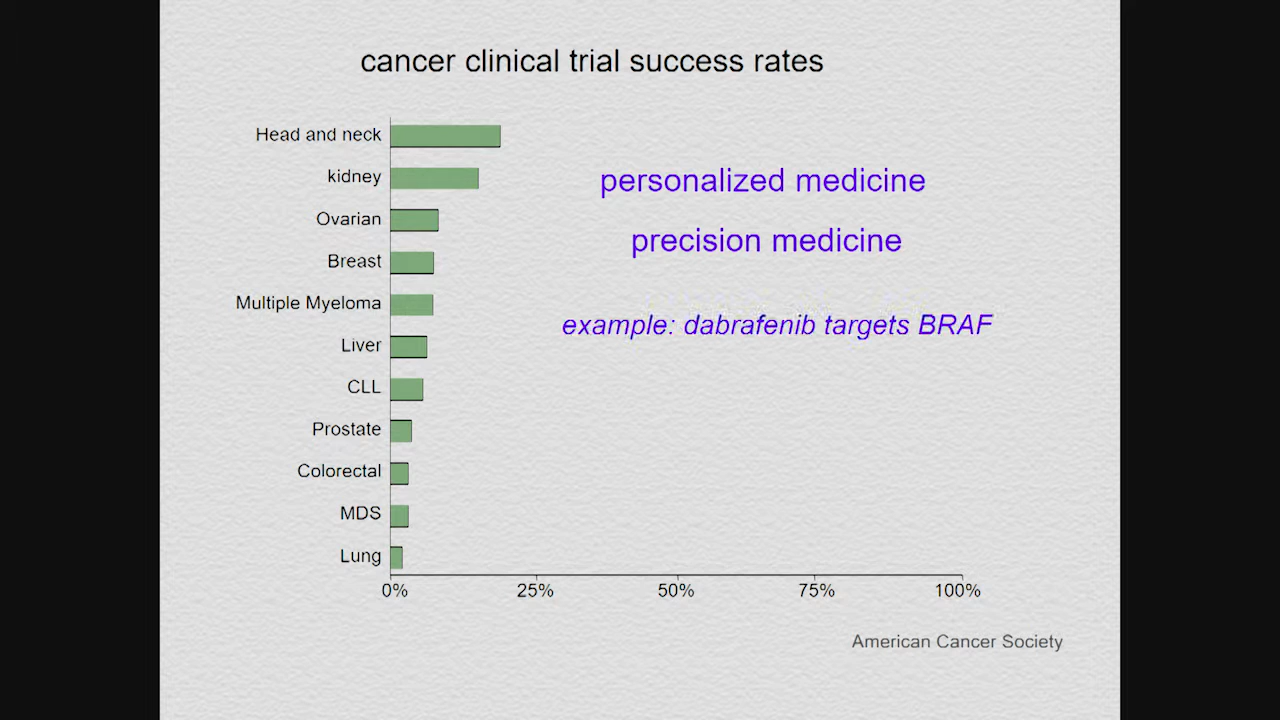 cancer clinical trial success rates
Head and neck
kidney
Ovarian
Breast
Multiple Myeloma
Liver
CLL
Prostate
Colorectal
MDS
Lung
0% 25% 50% 75% 100%
personalized medicine
precision medicine
example: dabrafenib targets BRAF
American Cancer Society